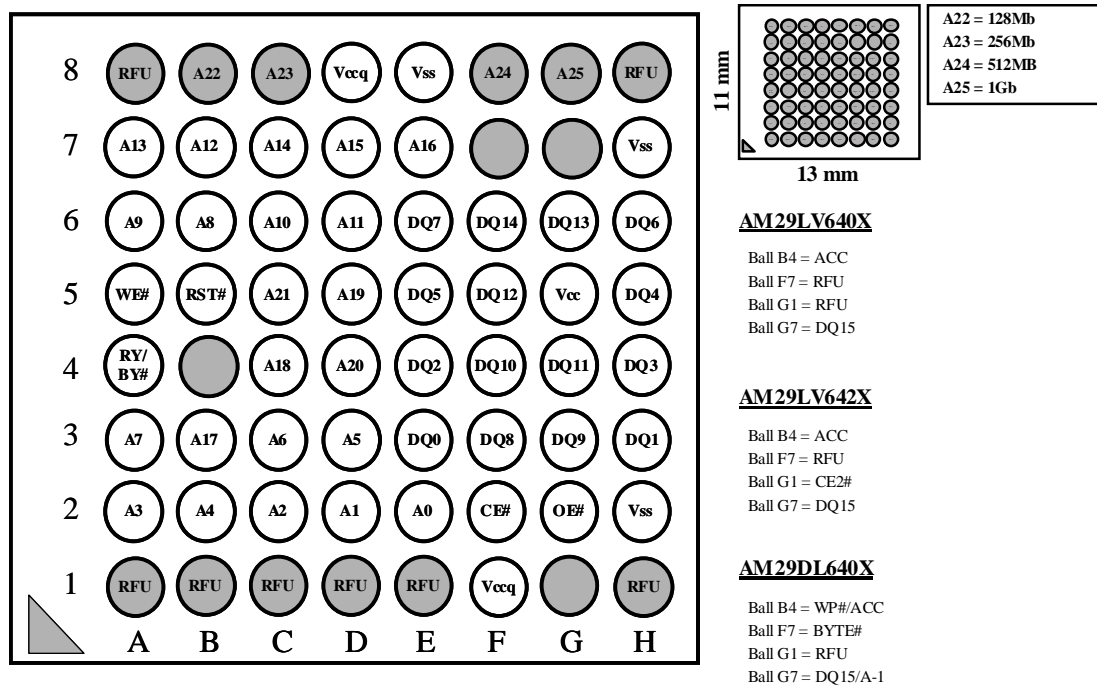 8 RFU A22 A23 Vccq Vss A24 A25 RFU
7 A13 A12 A14 A15 A16 Vss
6 A9 A8 A10 A11 DQ7 DQ14 DQ13 DQ6
5 WE# RST# A21 A19 DQ5 DQ12 Vcc DQ4
4 RY/ BY# A18 A20 DQ2 DQ10 DQ11 DQ3
3 A7 A17 A6 A5 DQ0 DQ8 DQ9 DQ1
2 A3 A4 A2 A1 A0 CE# OE# Vss
1 RFU RFU RFU RFU RFU Vccq RFU
A B C D E F G H
11 mm
13 mm
A22 = 128Mb
A23 = 256Mb
A24 = 512MB
A25 = 1Gb
AM29LV640X
Ball B4 = ACC
Ball F7 = RFU
Ball G1 = RFU
Ball G7 = DQ15
AM29LV642X
Ball B4 = ACC
Ball F7 = RFU
Ball G1 = CE2#
Ball G7 = DQ15
AM29DL640X
Ball B4 = WP#/ACC
Ball F7 = BYTE#
Ball G1 = RFU
Ball G7 = DQ15/A-1